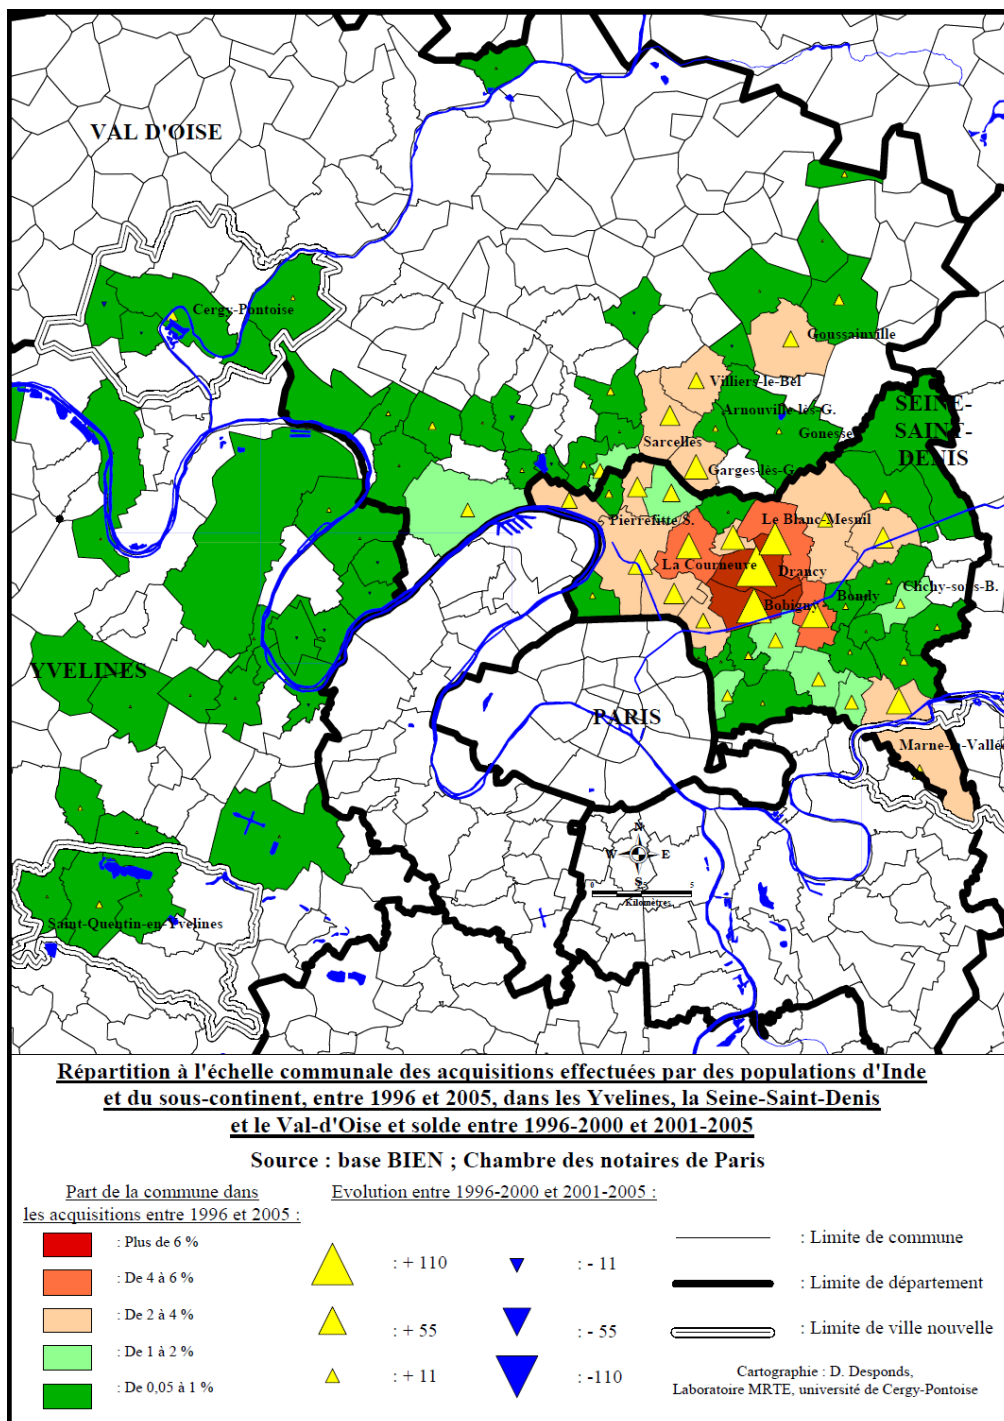 VAL D'OISE
Cergy-Pontoise
Goussainville
Villiers-le-Bel
Arnouville-lès-G.
SEINE-
SAINT-
DENIS
Gonesse
Sarcelles
Garges-lès-G.
Pierrefitte S.
Le Blanc-Mesnil
La Courneuve
Drancy
Clichy-sous-B.
Bondy
Bobigny
YVELINES
PARIS
Marne-la-Vallée
N
W E
S
0 5
Kilomètres
Saint-Quentin-en-Yvelines
Répartition à l'échelle communale des acquisitions effectuées par des populations d'Inde
et du sous-continent, entre 1996 et 2005, dans les Yvelines, la Seine-Saint-Denis
et le Val-d'Oise et solde entre 1996-2000 et 2001-2005
Source : base BIEN ; Chambre des notaires de Paris
Part de la commune dans
les acquisitions entre 1996 et 2005 :
: Plus de 6 %
: De 4 à 6 %
: De 2 à 4 %
: De 1 à 2 %
: De 0,05 à 1 %
Evolution entre 1996-2000 et 2001-2005 :
: + 110
: + 55
: + 11
: - 11
: - 55
: -110
: Limite de commune
: Limite de département
: Limite de ville nouvelle
Cartographie : D. Desponds,
Laboratoire MRTE, université de Cergy-Pontoise